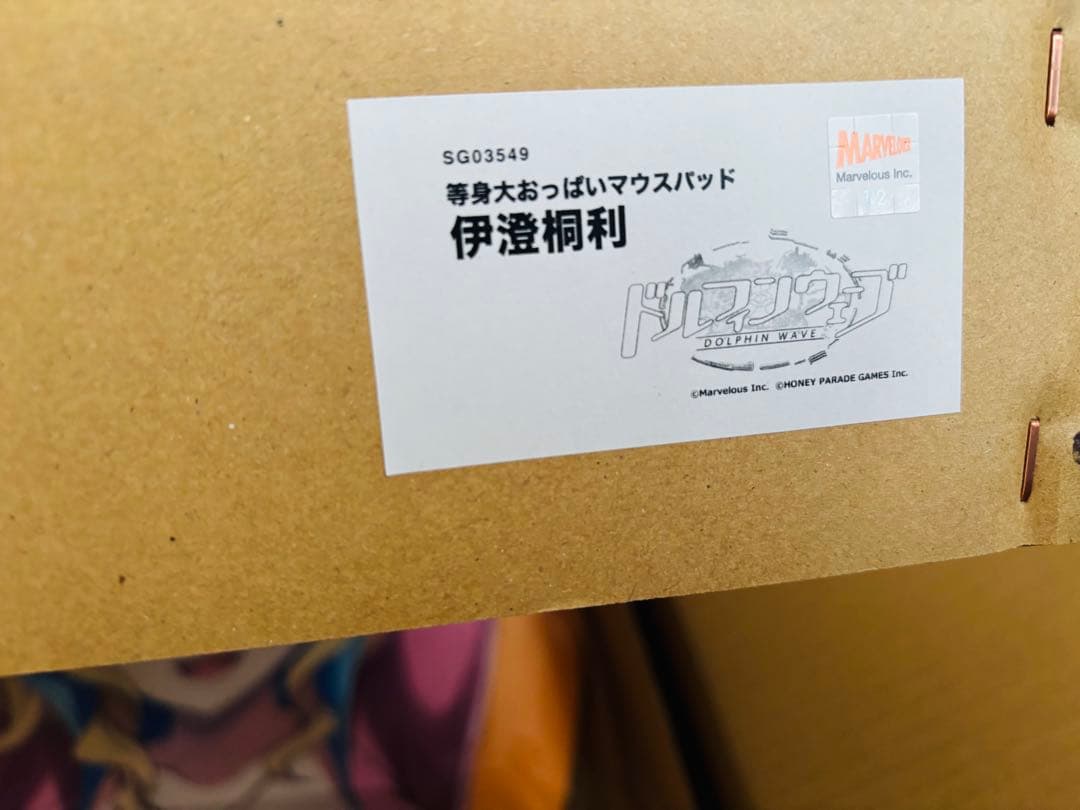 SG03549
等身大おっぱいマウスパッド
伊澄桐利
MARVELOUS
Marvelous Inc.
12
ドルフィンウェーブ
DOLPHIN WAVE
©Marvelous Inc. ©HONEY PARADE GAMES Inc.